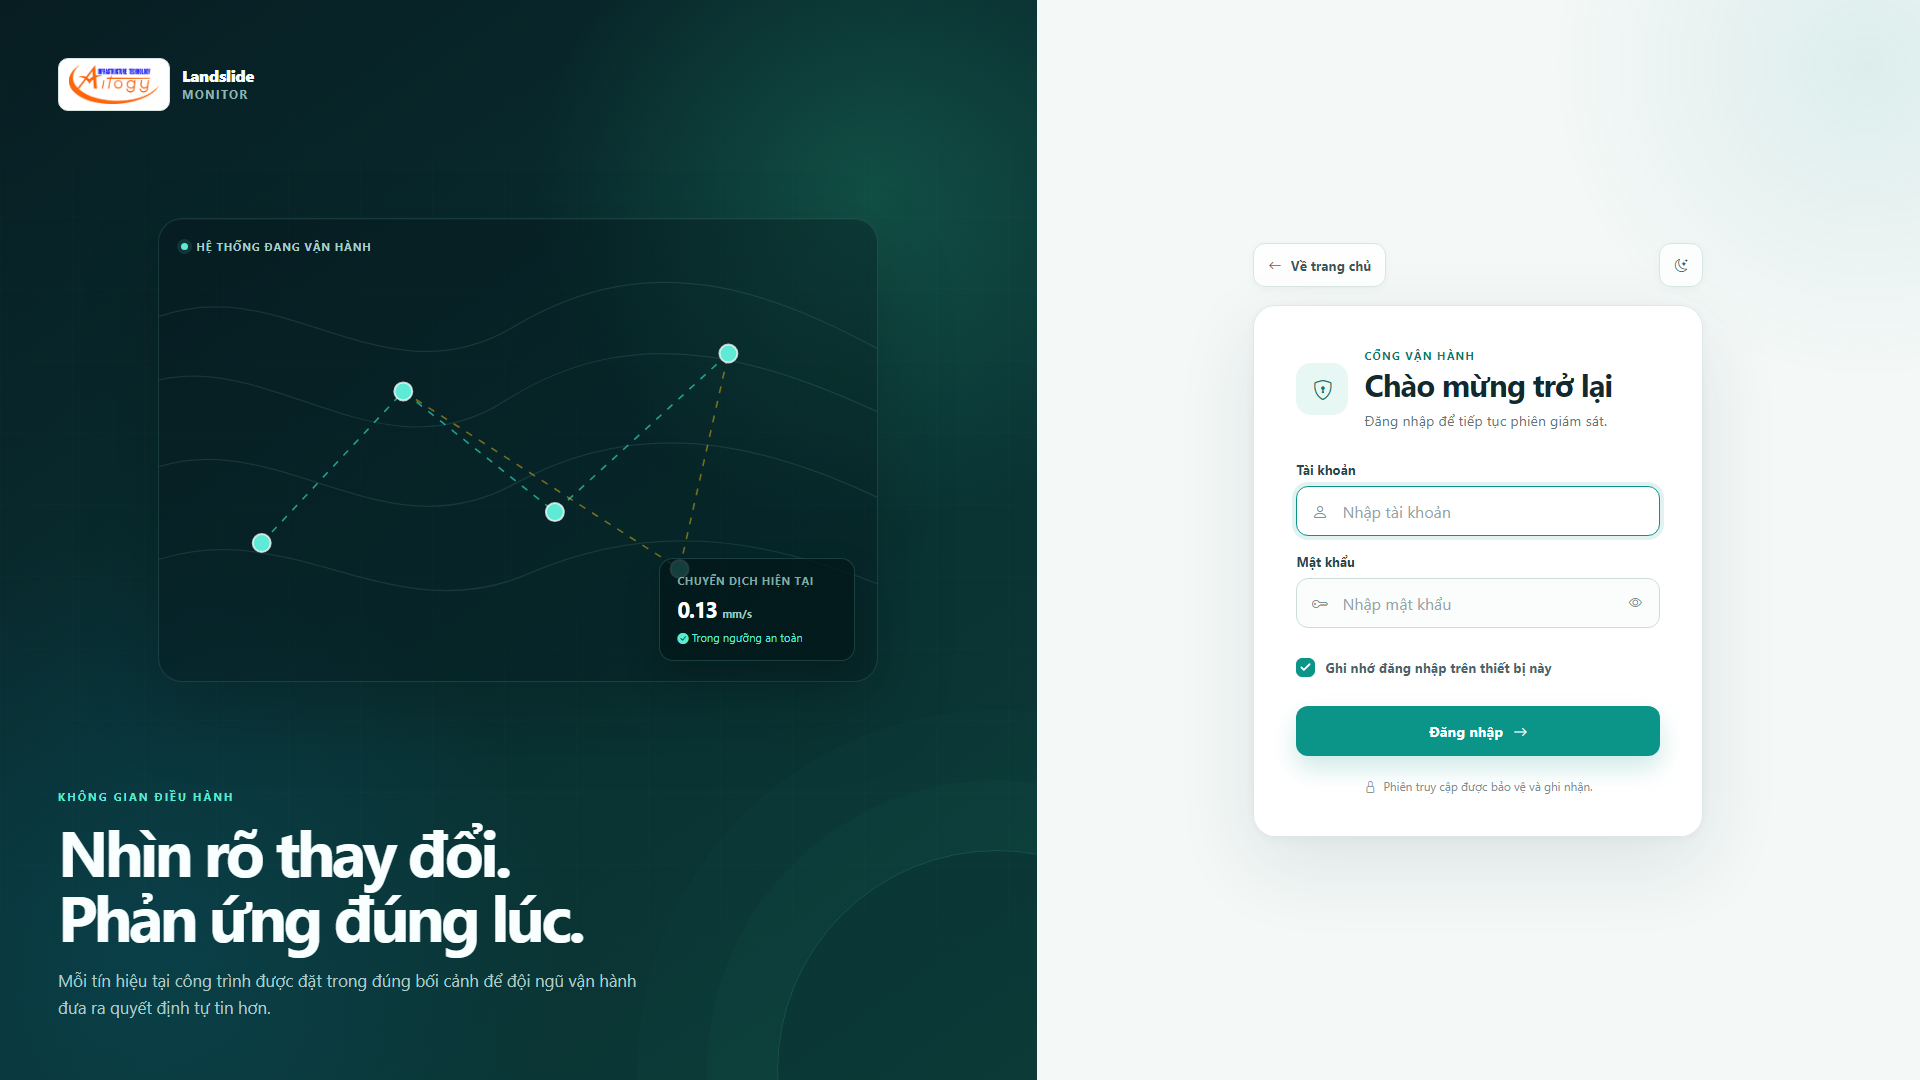 INFRASTRUCTURE TECHNOLOGY
Aitogy
Landslide
MONITOR
HỆ THỐNG ĐANG VẬN HÀNH
CHUYỂN DỊCH HIỆN TẠI
0.13 mm/s
Trong ngưỡng an toàn
KHÔNG GIAN ĐIỀU HÀNH
Nhìn rõ thay đổi.
Phản ứng đúng lúc.
Mỗi tín hiệu tại công trình được đặt trong đúng bối cảnh để đội ngũ vận hành
đưa ra quyết định tự tin hơn.
Về trang chủ
CỔNG VẬN HÀNH
Chào mừng trở lại
Đăng nhập để tiếp tục phiên giám sát.
Tài khoản
Nhập tài khoản
Mật khẩu
Nhập mật khẩu
Ghi nhớ đăng nhập trên thiết bị này
Đăng nhập
Phiên truy cập được bảo vệ và ghi nhận.